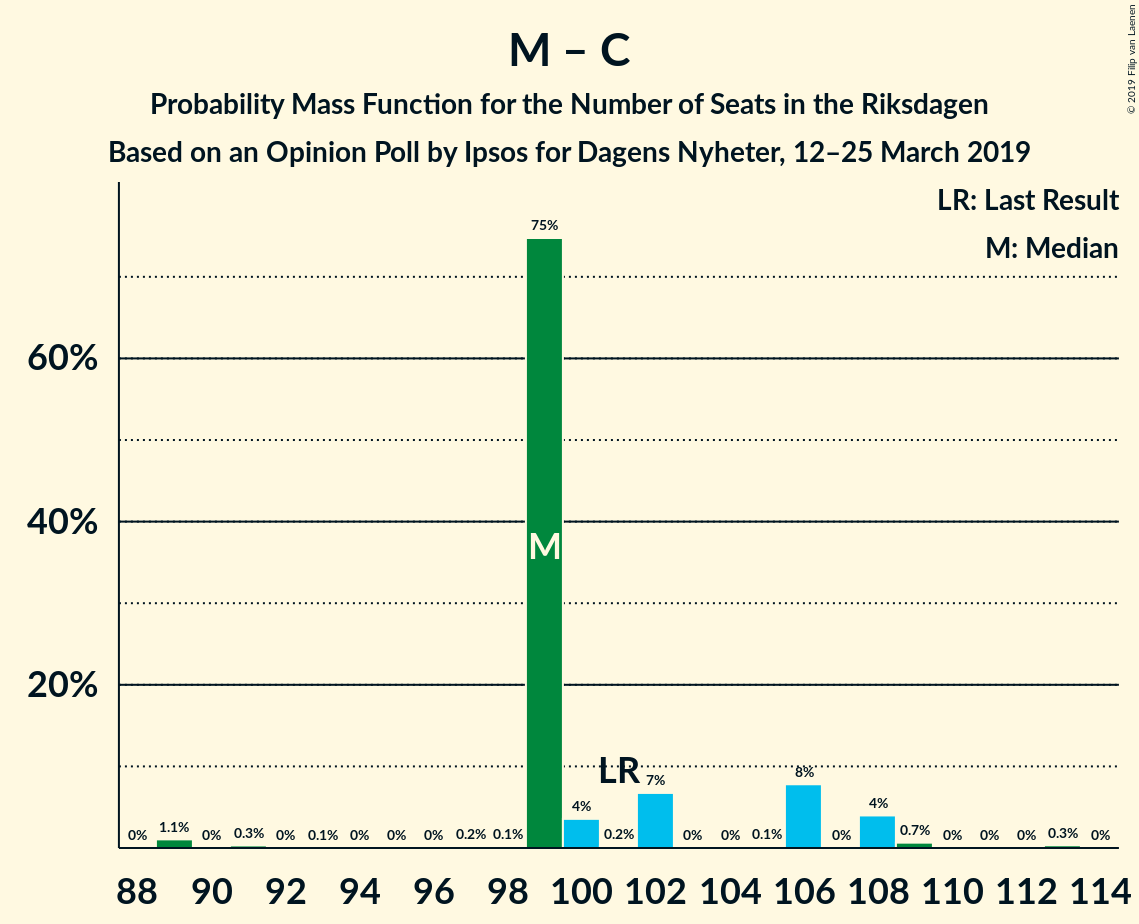 M – C
Probability Mass Function for the Number of Seats in the Riksdagen
Based on an Opinion Poll by Ipsos for Dagens Nyheter, 12–25 March 2019
© 2019 Filip van Laenen
LR: Last Result
M: Median
60%
40%
20%
0% 1.1% 0% 0.3% 0% 0.1% 0% 0% 0% 0.2% 0.1% 75% 4% 0.2% 7% 0% 0% 0.1% 8% 0% 4% 0.7% 0% 0% 0% 0.3% 0%
M
LR
88 90 92 94 96 98 100 102 104 106 108 110 112 114